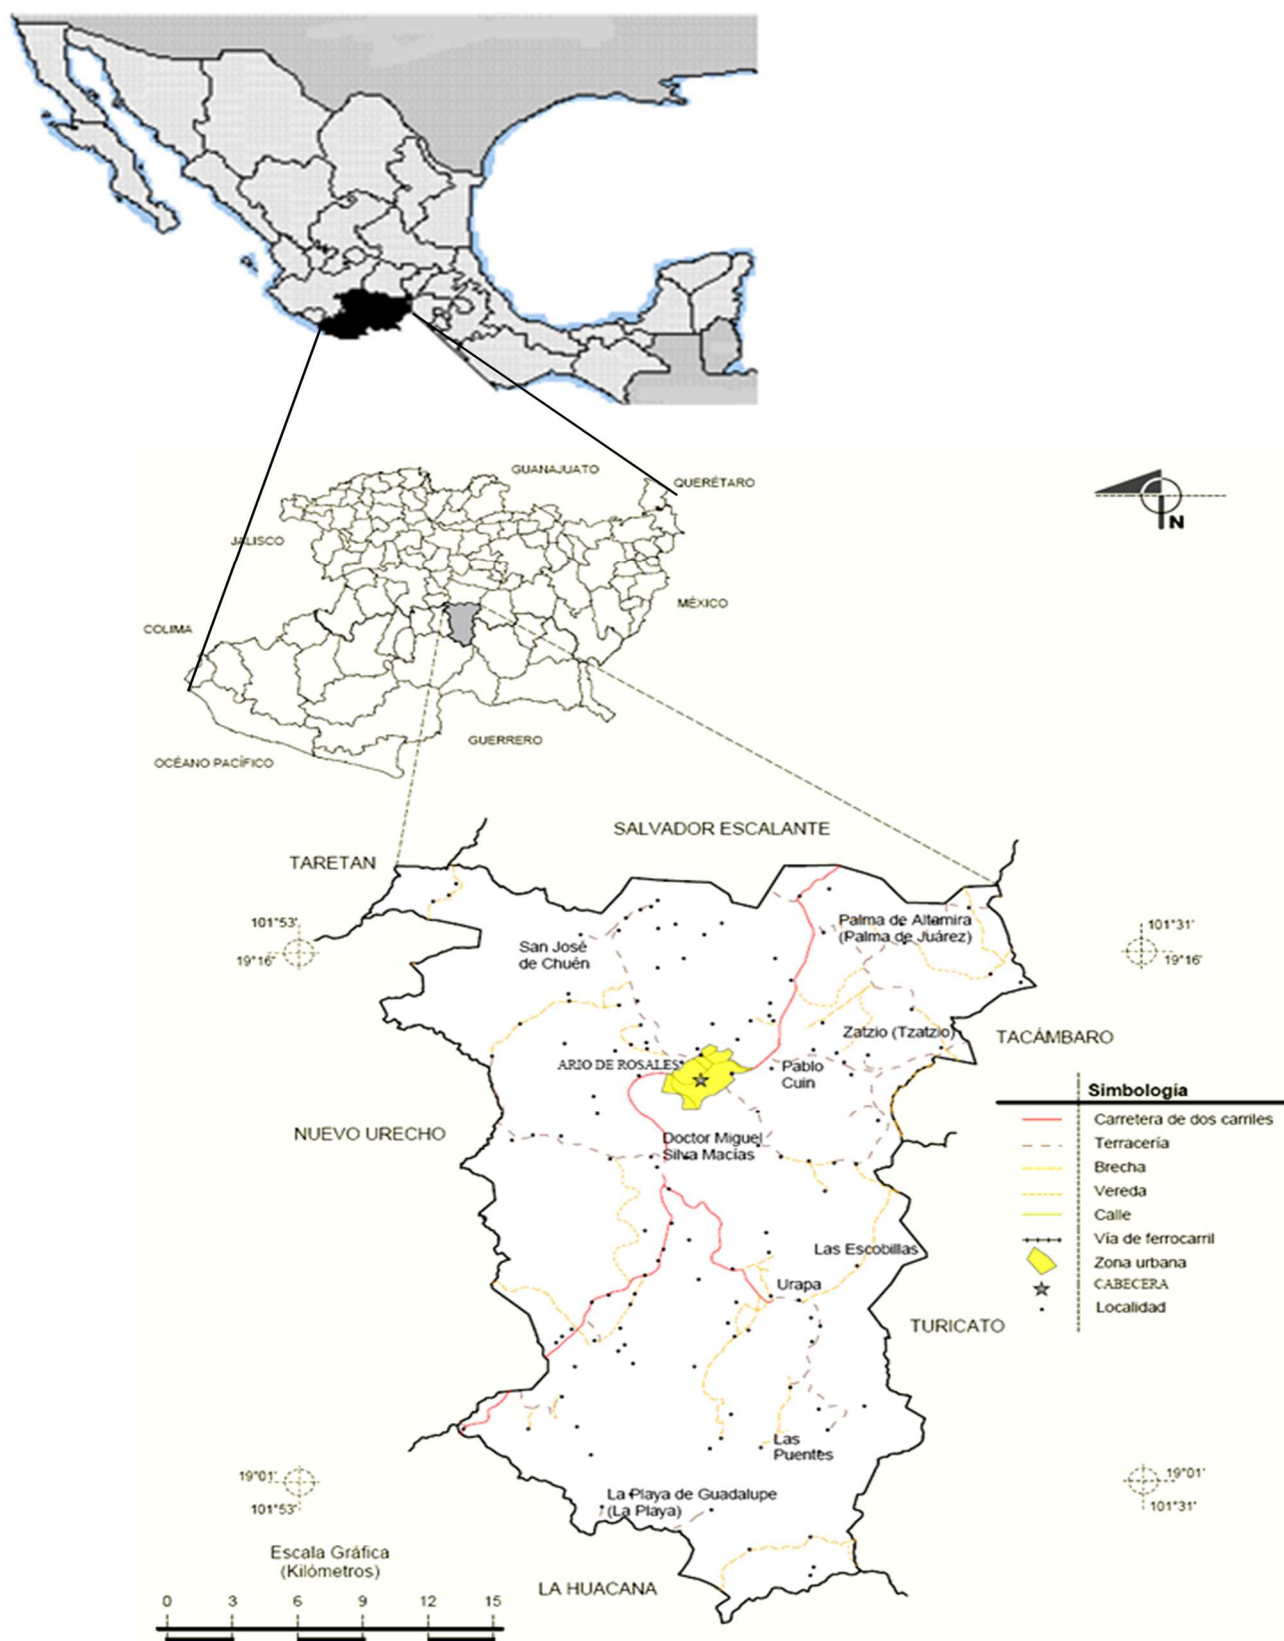 GUANAJUATO
QUERÉTARO
JALISCO
N
MÉXICO
COLIMA
GUERRERO
OCÉANO PACÍFICO
SALVADOR ESCALANTE
TARETAN
101°53'
19°16'
101°31'
19°16'
Palma de Altamira
(Palma de Juárez)
San José
de Chuén
Zatzio (Tzatzio)
TACÁMBARO
ARIO DE ROSALES
Pablo
Cuin
NUEVO URECHO
Doctor Miguel
Silva Macías
Simbología
Carretera de dos carriles
Terracería
Brecha
Vereda
Calle
Vía de ferrocarril
Zona urbana
CABECERA
Localidad
Las Escobillas
Urapa
TURICATO
Las
Puentes
19°01'
101°53'
19°01'
101°31'
La Playa de Guadalupe
(La Playa)
Escala Gráfica
(Kilómetros)
LA HUACANA
0 3 6 9 12 15